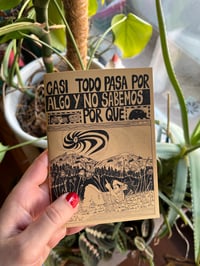 CASI TODO PASA POR
ALGO Y NO SABEMOS
POR QUÉ